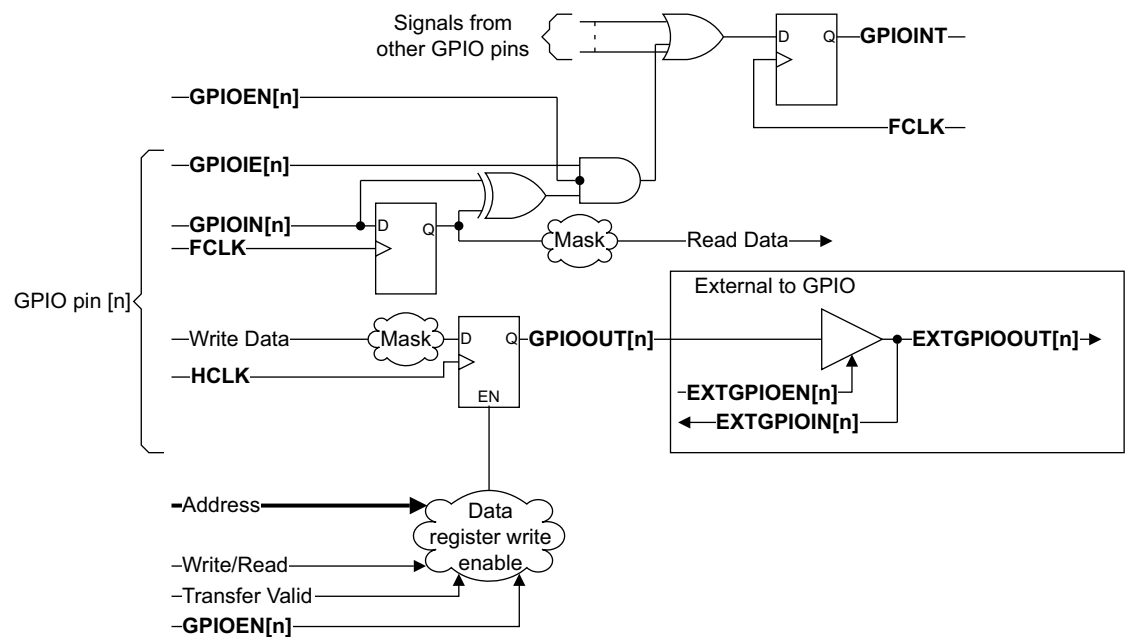 Signals from
other GPIO pins
D Q GPIOINT
GPIOEN[n]
FCLK
GPIOIE[n]
GPIOIN[n]
D Q
FCLK
Mask
Read Data
GPIO pin [n]
External to GPIO
Write Data
Mask
D Q
GPIOOUT[n]
EXTGPIOOUT[n]
HCLK
EN
EXTGPIOEN[n]
EXTGPIOIN[n]
Address
Data
register write
enable
Write/Read
Transfer Valid
GPIOEN[n]